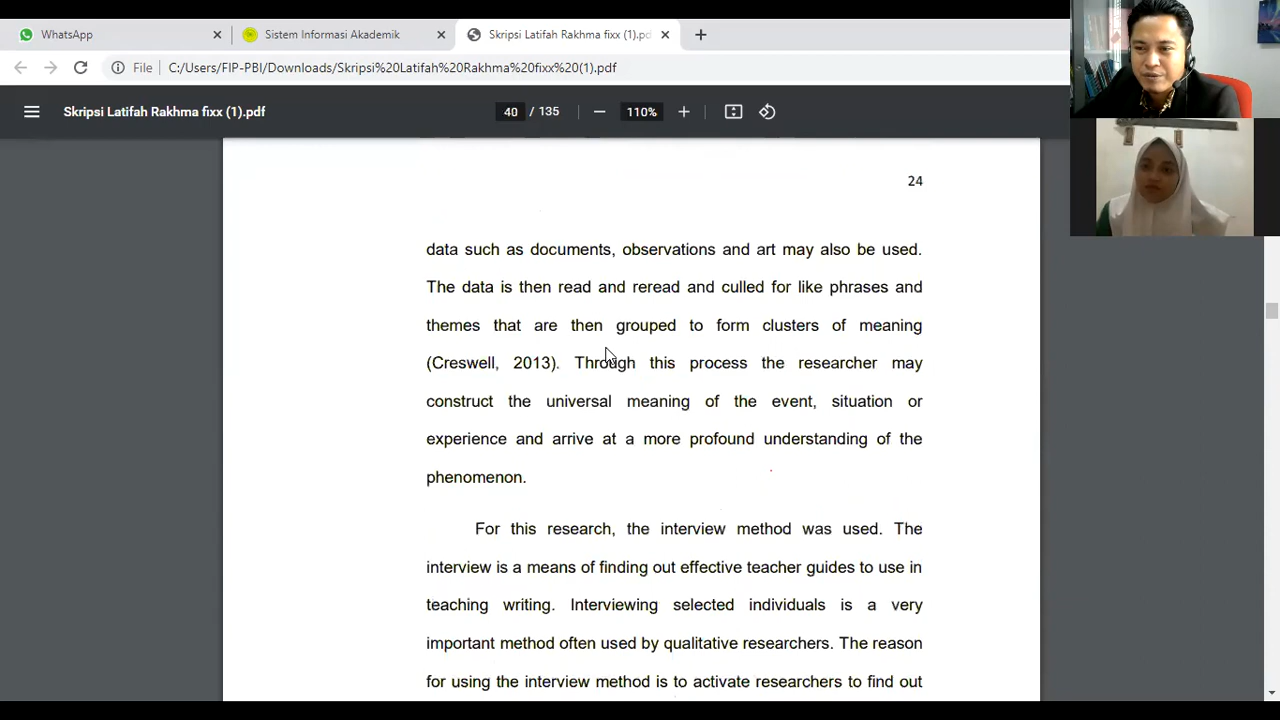 WhatsApp
Sistem Informasi Akademik
Skripsi Latifah Rakhma fixx (1).pd
File
C:/Users/FIP-PBI/Downloads/Skripsi%20Latifah%20Rakhma%20fixx%20(1).pdf
Skripsi Latifah Rakhma fixx (1).pdf
40 / 135
110%
24
data such as documents, observations and art may also be used.
The data is then read and reread and culled for like phrases and
themes that are then grouped to form clusters of meaning
(Creswell, 2013). Through this process the researcher may
construct the universal meaning of the event, situation or
experience and arrive at a more profound understanding of the
phenomenon.
For this research, the interview method was used. The
interview is a means of finding out effective teacher guides to use in
teaching writing. Interviewing selected individuals is a very
important method often used by qualitative researchers. The reason
for using the interview method is to activate researchers to find out